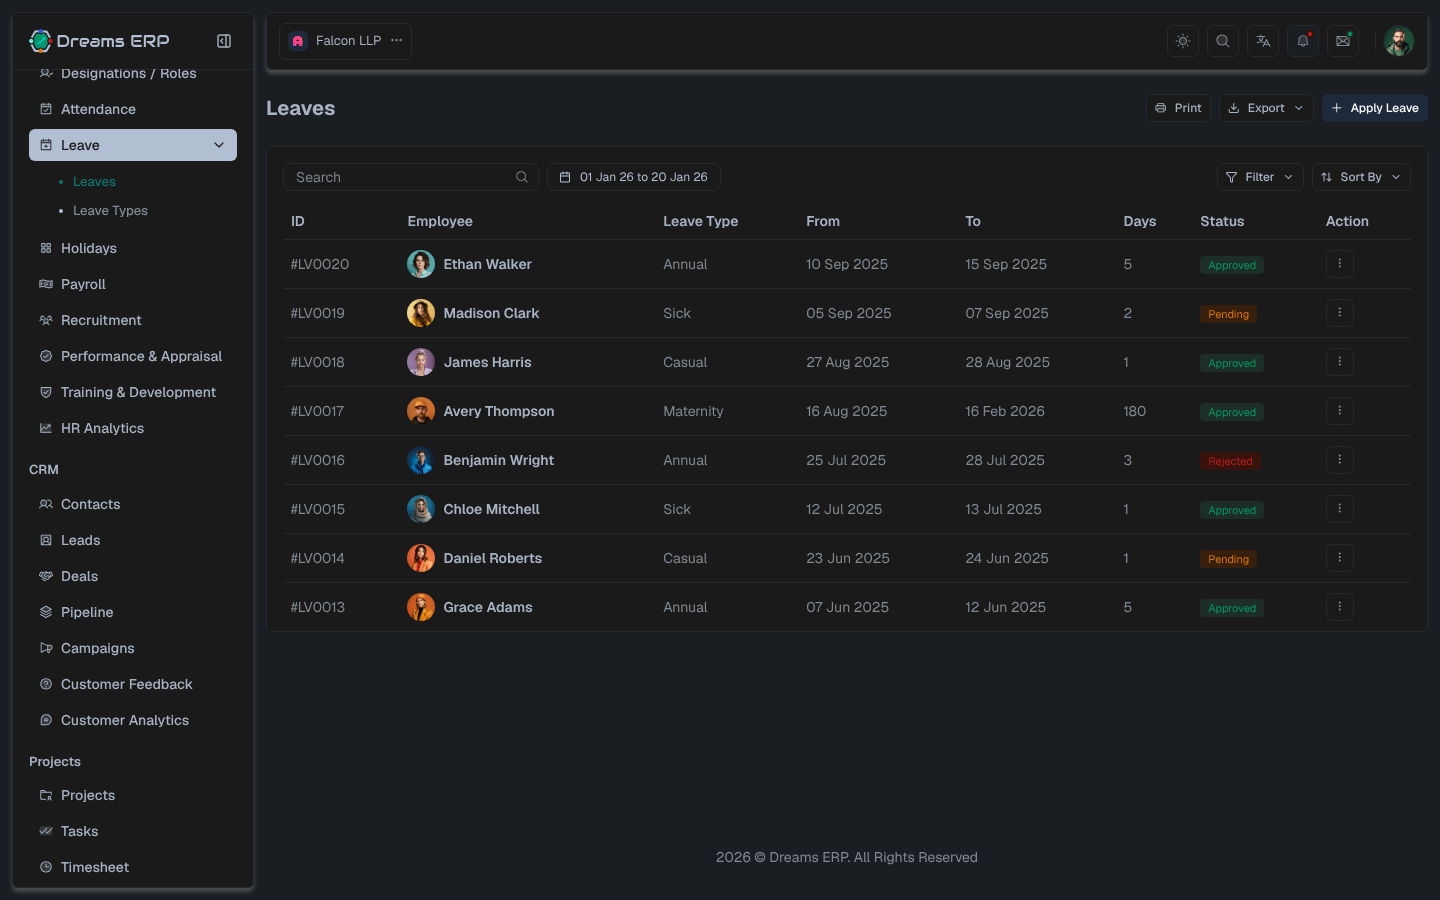 Dreams ERP
Designations / Roles
Attendance
Leave
Leaves
Leave Types
Holidays
Payroll
Recruitment
Performance & Appraisal
Training & Development
HR Analytics
CRM
Contacts
Leads
Deals
Pipeline
Campaigns
Customer Feedback
Customer Analytics
Projects
Projects
Tasks
Timesheet
Falcon LLP
Leaves
Print
Export
Apply Leave
Search
01 Jan 26 to 20 Jan 26
Filter
Sort By
ID Employee Leave Type From To Days Status Action
#LV0020 Ethan Walker Annual 10 Sep 2025 15 Sep 2025 5 Approved
#LV0019 Madison Clark Sick 05 Sep 2025 07 Sep 2025 2 Pending
#LV0018 James Harris Casual 27 Aug 2025 28 Aug 2025 1 Approved
#LV0017 Avery Thompson Maternity 16 Aug 2025 16 Feb 2026 180 Approved
#LV0016 Benjamin Wright Annual 25 Jul 2025 28 Jul 2025 3 Rejected
#LV0015 Chloe Mitchell Sick 12 Jul 2025 13 Jul 2025 1 Approved
#LV0014 Daniel Roberts Casual 23 Jun 2025 24 Jun 2025 1 Pending
#LV0013 Grace Adams Annual 07 Jun 2025 12 Jun 2025 5 Approved
2026 © Dreams ERP. All Rights Reserved